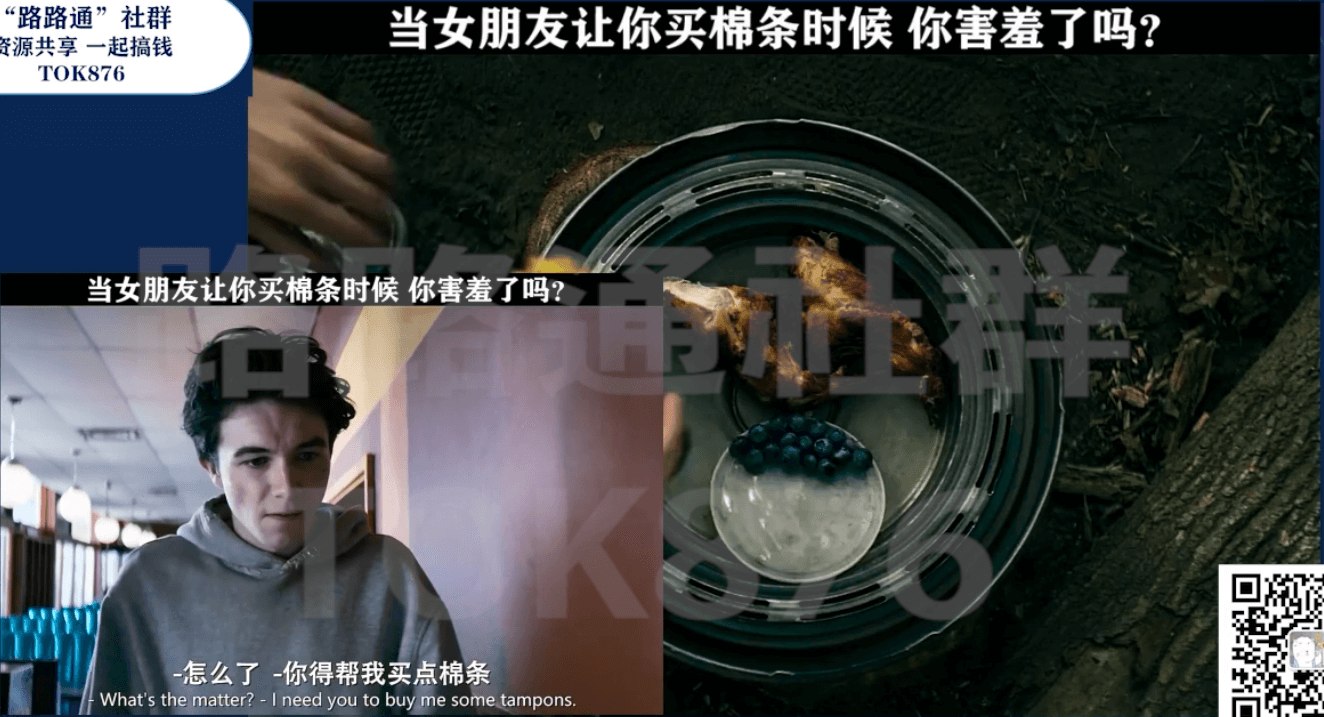 “路路通”社群
资源共享 一起搞钱
TOK876
当女朋友让你买棉条时候 你害羞了吗?
路路通社群
当女朋友让你买棉条时候 你害羞了吗?
TOK876
-怎么了 -你得帮我买点棉条
- What's the matter? - I need you to buy me some tampons.